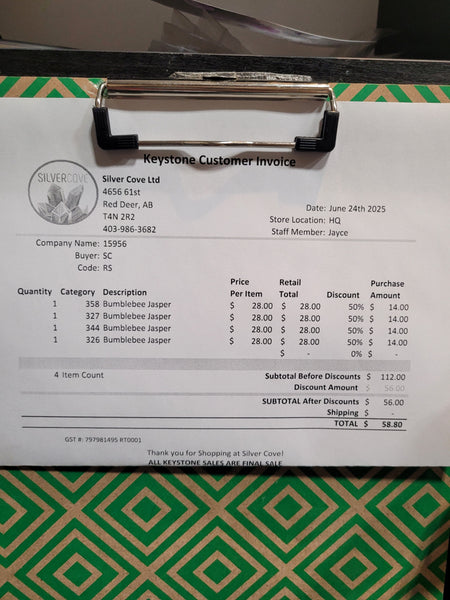 Keystone Customer Invoice
SILVERCOVE
Silver Cove Ltd
4656 61st
Red Deer, AB
T4N 2R2
403-986-3682
Date: June 24th 2025
Store Location: HQ
Staff Member: Jayce
Company Name: 15956
Buyer: SC
Code: RS
Quantity Category Description Price Per Item Retail Total Discount Purchase Amount
1 358 Bumblebee Jasper $ 28.00 $ 28.00 50% $ 14.00
1 327 Bumblebee Jasper $ 28.00 $ 28.00 50% $ 14.00
1 344 Bumblebee Jasper $ 28.00 $ 28.00 50% $ 14.00
1 326 Bumblebee Jasper $ 28.00 $ 28.00 50% $ 14.00
$ - 0% $ -
4 Item Count Subtotal Before Discounts $ 112.00
Discount Amount $ 56.00
SUBTOTAL After Discounts $ 56.00
Shipping $ -
TOTAL $ 58.80
GST #: 797981495 RT0001
Thank you for Shopping at Silver Cove!
ALL KEYSTONE SALES ARE FINAL SALE